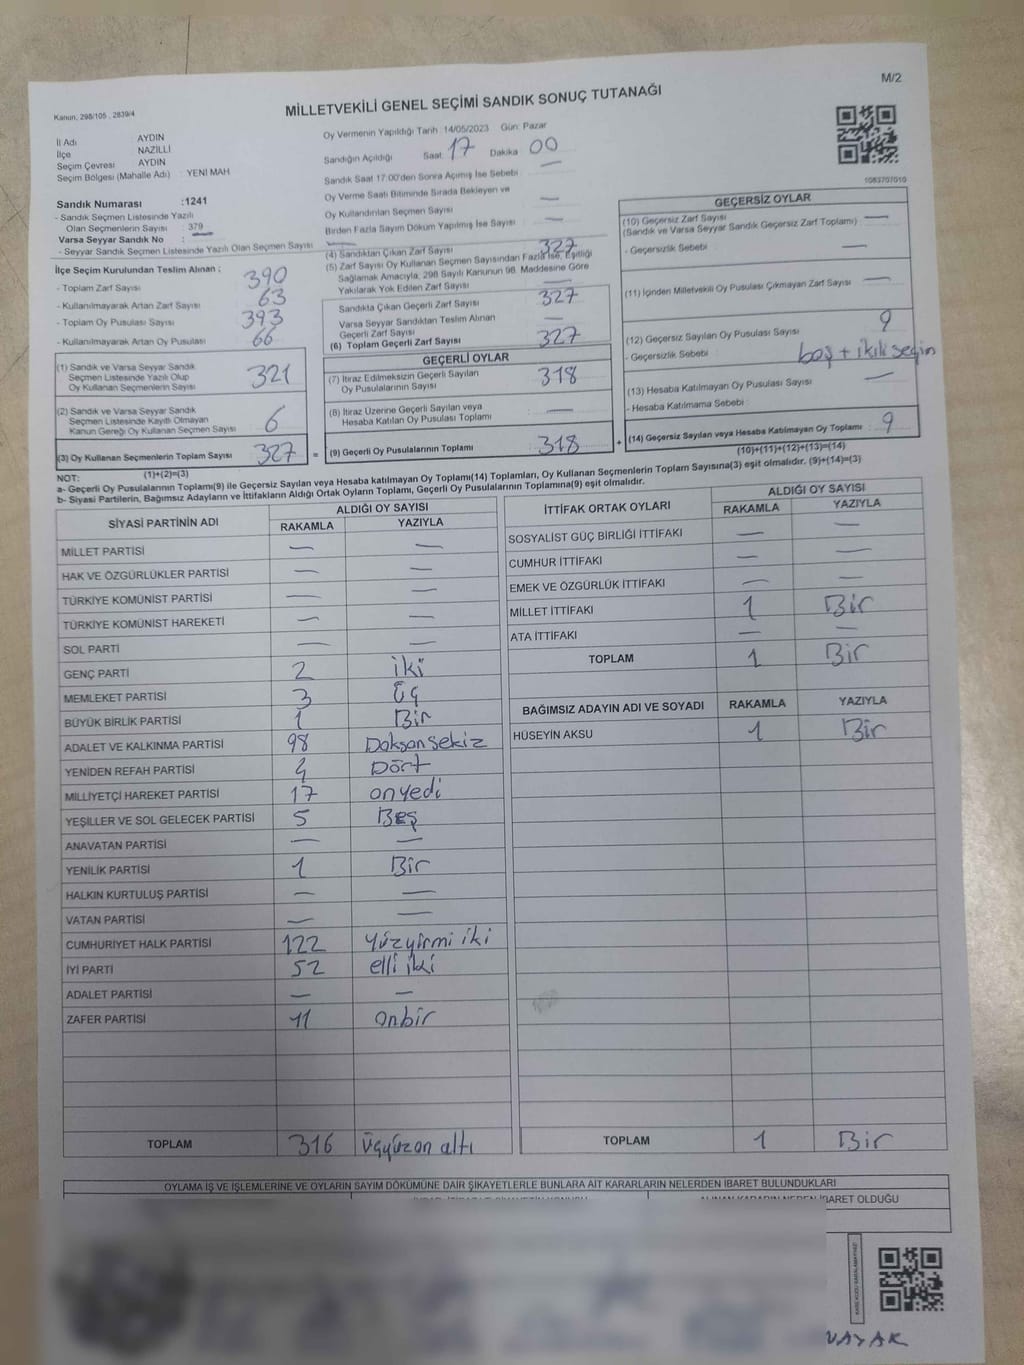 M/2
Kanun, 298/105 , 2839/4
MİLLETVEKİLİ GENEL SEÇİMİ SANDIK SONUÇ TUTANAĞI
İl Adı AYDIN
İlçe NAZİLLİ
Seçim Çevresi AYDIN
Seçim Bölgesi (Mahalle Adı) : YENİ MAH
Sandık Numarası :1241
- Sandık Seçmen Listesinde Yazılı
Olan Seçmenlerin Sayısı : 379
Varsa Seyyar Sandık No :
- Seyyar Sandık Seçmen Listesinde Yazılı Olan Seçmen Sayısı : —
İlçe Seçim Kurulundan Teslim Alınan ;
- Toplam Zarf Sayısı 390
- Kullanılmayarak Artan Zarf Sayısı 63
- Toplam Oy Pusulası Sayısı 393
- Kullanılmayarak Artan Oy Pusulası 66
(1) Sandık ve Varsa Seyyar Sandık
Seçmen Listesinde Yazılı Olup
Oy Kullanan Seçmenlerin Sayısı 321
(2) Sandık ve Varsa Seyyar Sandık
Seçmen Listesinde Kayıtlı Olmayan
Kanun Gereği Oy Kullanan Seçmen Sayısı 6
(3) Oy Kullanan Seçmenlerin Toplam Sayısı 327 =
(1)+(2)=(3)
Oy Vermenin Yapıldığı Tarih :14/05/2023 Gün: Pazar
Sandığın Açıldığı Saat: 17 Dakika 00
Sandık Saat 17:00'den Sonra Açımış İse Sebebi —
Oy Verme Saati Bitiminde Sırada Bekleyen ve
Oy Kullandırılan Seçmen Sayısı —
Birden Fazla Sayım Döküm Yapılmış İse Sayısı —
(4) Sandıktan Çıkan Zarf Sayısı 327
(5) Zarf Sayısı Oy Kullanan Seçmen Sayısından Fazla İse, Eşitliği
Sağlamak Amacıyla, 298 Sayılı Kanunun 98. Maddesine Göre
Yakılarak Yok Edilen Zarf Sayısı —
Sandıkta Çıkan Geçerli Zarf Sayısı 327
Varsa Seyyar Sandıktan Teslim Alınan
Geçerli Zarf Sayısı —
(6) Toplam Geçerli Zarf Sayısı 327
GEÇERLİ OYLAR
(7) İtiraz Edilmeksizin Geçerli Sayılan
Oy Pusulalarının Sayısı 318
(8) İtiraz Üzerine Geçerli Sayılan veya
Hesaba Katılan Oy Pusulası Toplamı —
(9) Geçerli Oy Pusulalarının Toplamı 318 +
1083707010
GEÇERSİZ OYLAR
(10) Geçersiz Zarf Sayısı
(Sandık ve Varsa Seyyar Sandık Geçersiz Zarf Toplamı) —
- Geçersizlik Sebebi : —
(11) İçinden Milletvekili Oy Pusulası Çıkmayan Zarf Sayısı : —
(12) Geçersiz Sayılan Oy Pusulası Sayısı : 9
- Geçersizlik Sebebi : boş + ikili seçin
(13) Hesaba Katılmayan Oy Pusulası Sayısı : —
- Hesaba Katılmama Sebebi :
(14) Geçersiz Sayılan veya Hesaba Katılmayan Oy Toplamı : 9
(10)+(11)+(12)+(13)=(14)
NOT:
a- Geçerli Oy Pusulalarının Toplamı(9) ile Geçersiz Sayılan veya Hesaba katılmayan Oy Toplamı(14) Toplamları, Oy Kullanan Seçmenlerin Toplam Sayısına(3) eşit olmalıdır. (9)+(14)=(3)
b- Siyasi Partilerin, Bağımsız Adayların ve İttifakların Aldığı Ortak Oyların Toplamı, Geçerli Oy Pusulalarının Toplamına(9) eşit olmalıdır.
SİYASİ PARTİNİN ADI ALDIĞI OY SAYISI
RAKAMLA YAZIYLA
MİLLET PARTİSİ — —
HAK VE ÖZGÜRLÜKLER PARTİSİ — —
TÜRKİYE KOMÜNİST PARTİSİ — —
TÜRKİYE KOMÜNİST HAREKETİ — —
SOL PARTİ — —
GENÇ PARTİ 2 iki
MEMLEKET PARTİSİ 3 Üç
BÜYÜK BİRLİK PARTİSİ 1 Bir
ADALET VE KALKINMA PARTİSİ 98 Doksansekiz
YENİDEN REFAH PARTİSİ 4 Dört
MİLLİYETÇİ HAREKET PARTİSİ 17 onyedi
YEŞİLLER VE SOL GELECEK PARTİSİ 5 Beş
ANAVATAN PARTİSİ — —
YENİLİK PARTİSİ 1 Bir
HALKIN KURTULUŞ PARTİSİ — —
VATAN PARTİSİ — —
CUMHURİYET HALK PARTİSİ 122 Yüzyirmi iki
İYİ PARTİ 52 elli iki
ADALET PARTİSİ — —
ZAFER PARTİSİ 11 onbir
TOPLAM 316 üçyüzon altı
İTTİFAK ORTAK OYLARI ALDIĞI OY SAYISI
RAKAMLA YAZIYLA
SOSYALİST GÜÇ BİRLİĞİ İTTİFAKI — —
CUMHUR İTTİFAKI — —
EMEK VE ÖZGÜRLÜK İTTİFAKI — —
MİLLET İTTİFAKI 1 Bir
ATA İTTİFAKI — —
TOPLAM 1 Bir
BAĞIMSIZ ADAYIN ADI VE SOYADI RAKAMLA YAZIYLA
HÜSEYİN AKSU 1 Bir
TOPLAM 1 Bir
OYLAMA İŞ VE İŞLEMLERİNE VE OYLARIN SAYIM DÖKÜMÜNE DAİR ŞİKAYETLERLE BUNLARA AİT KARARLARIN NELERDEN İBARET BULUNDUKLARI
ALINAN KARARIN NEDEN İBARET OLDUĞU